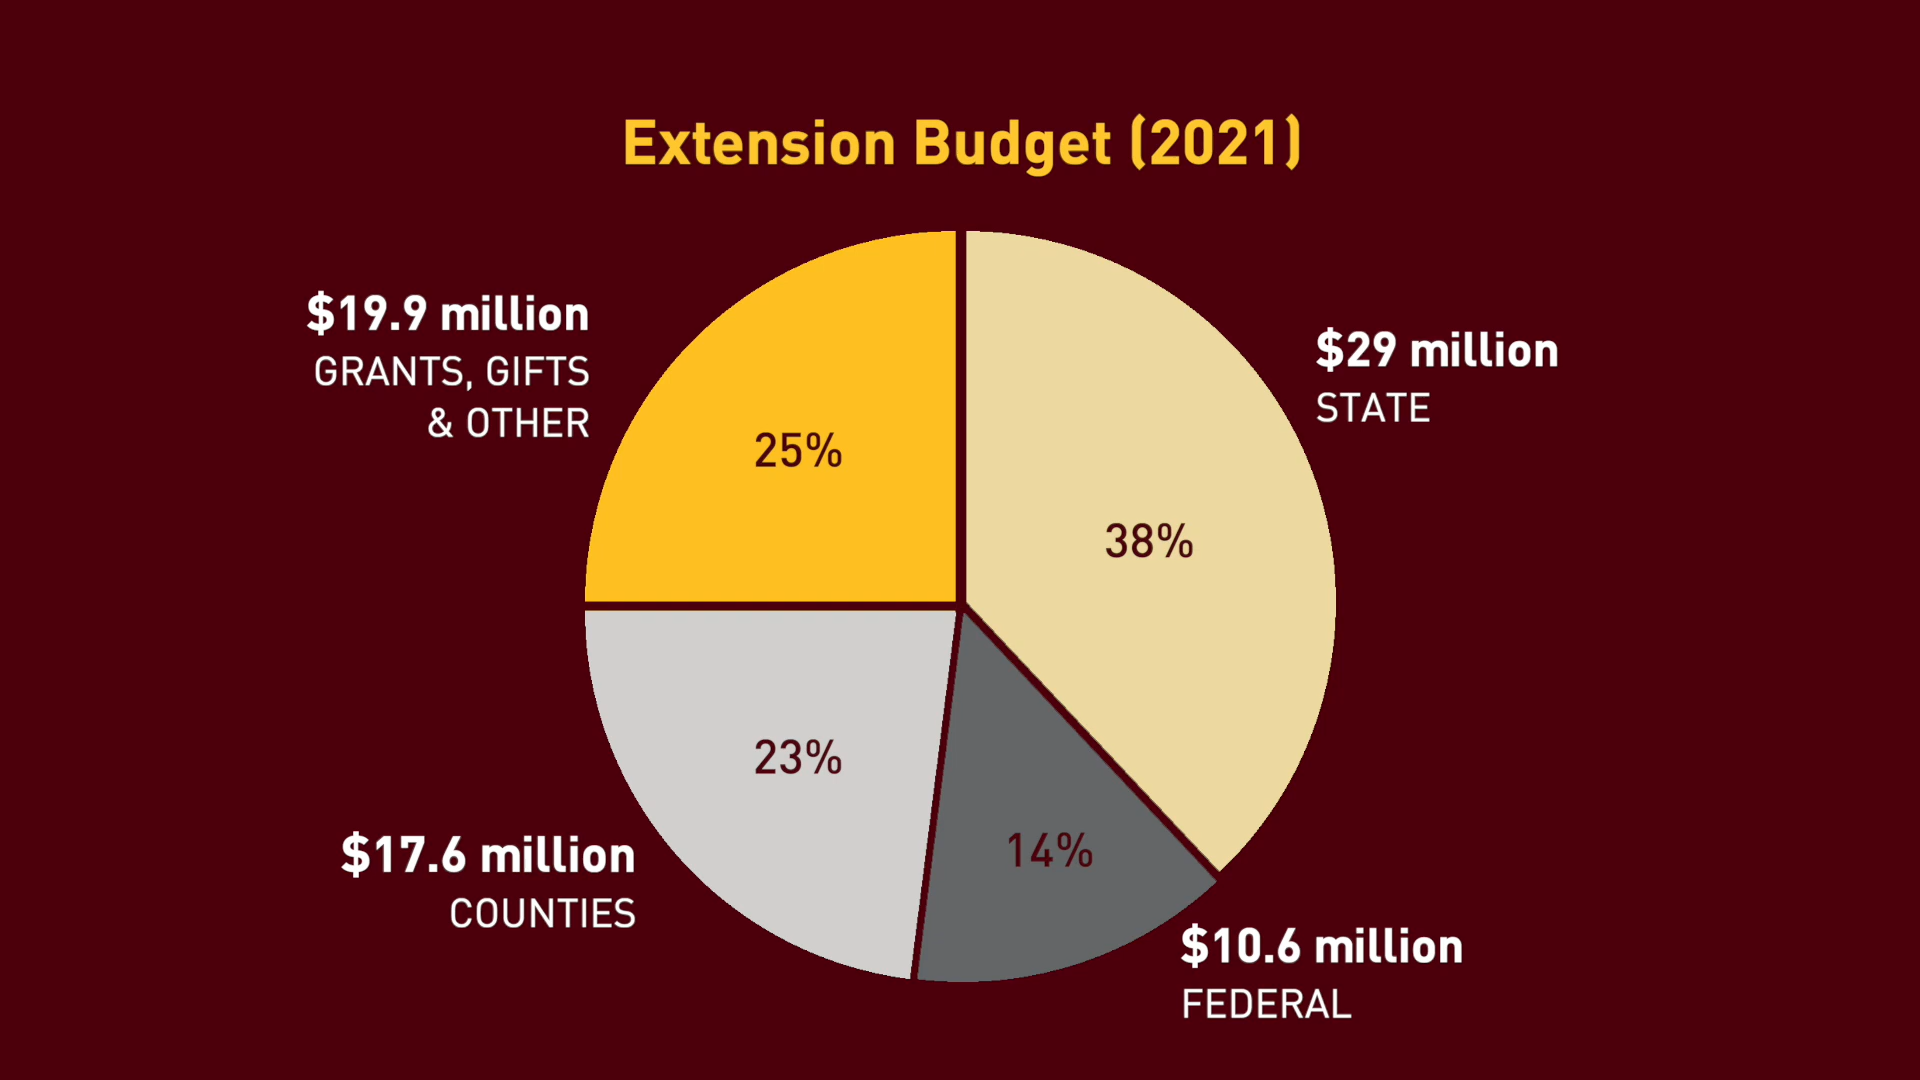 Extension Budget (2021)
$19.9 million
GRANTS, GIFTS
& OTHER
25%
$29 million
STATE
38%
23%
$17.6 million
COUNTIES
14%
$10.6 million
FEDERAL